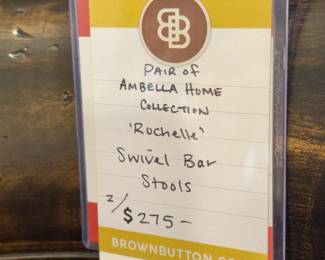 B B
PAIR OF
AMBELLA HOME
COLLECTION
'Rochelle'
Swivel Bar
Stools
2/$275-
BROWNBUTTON.CO